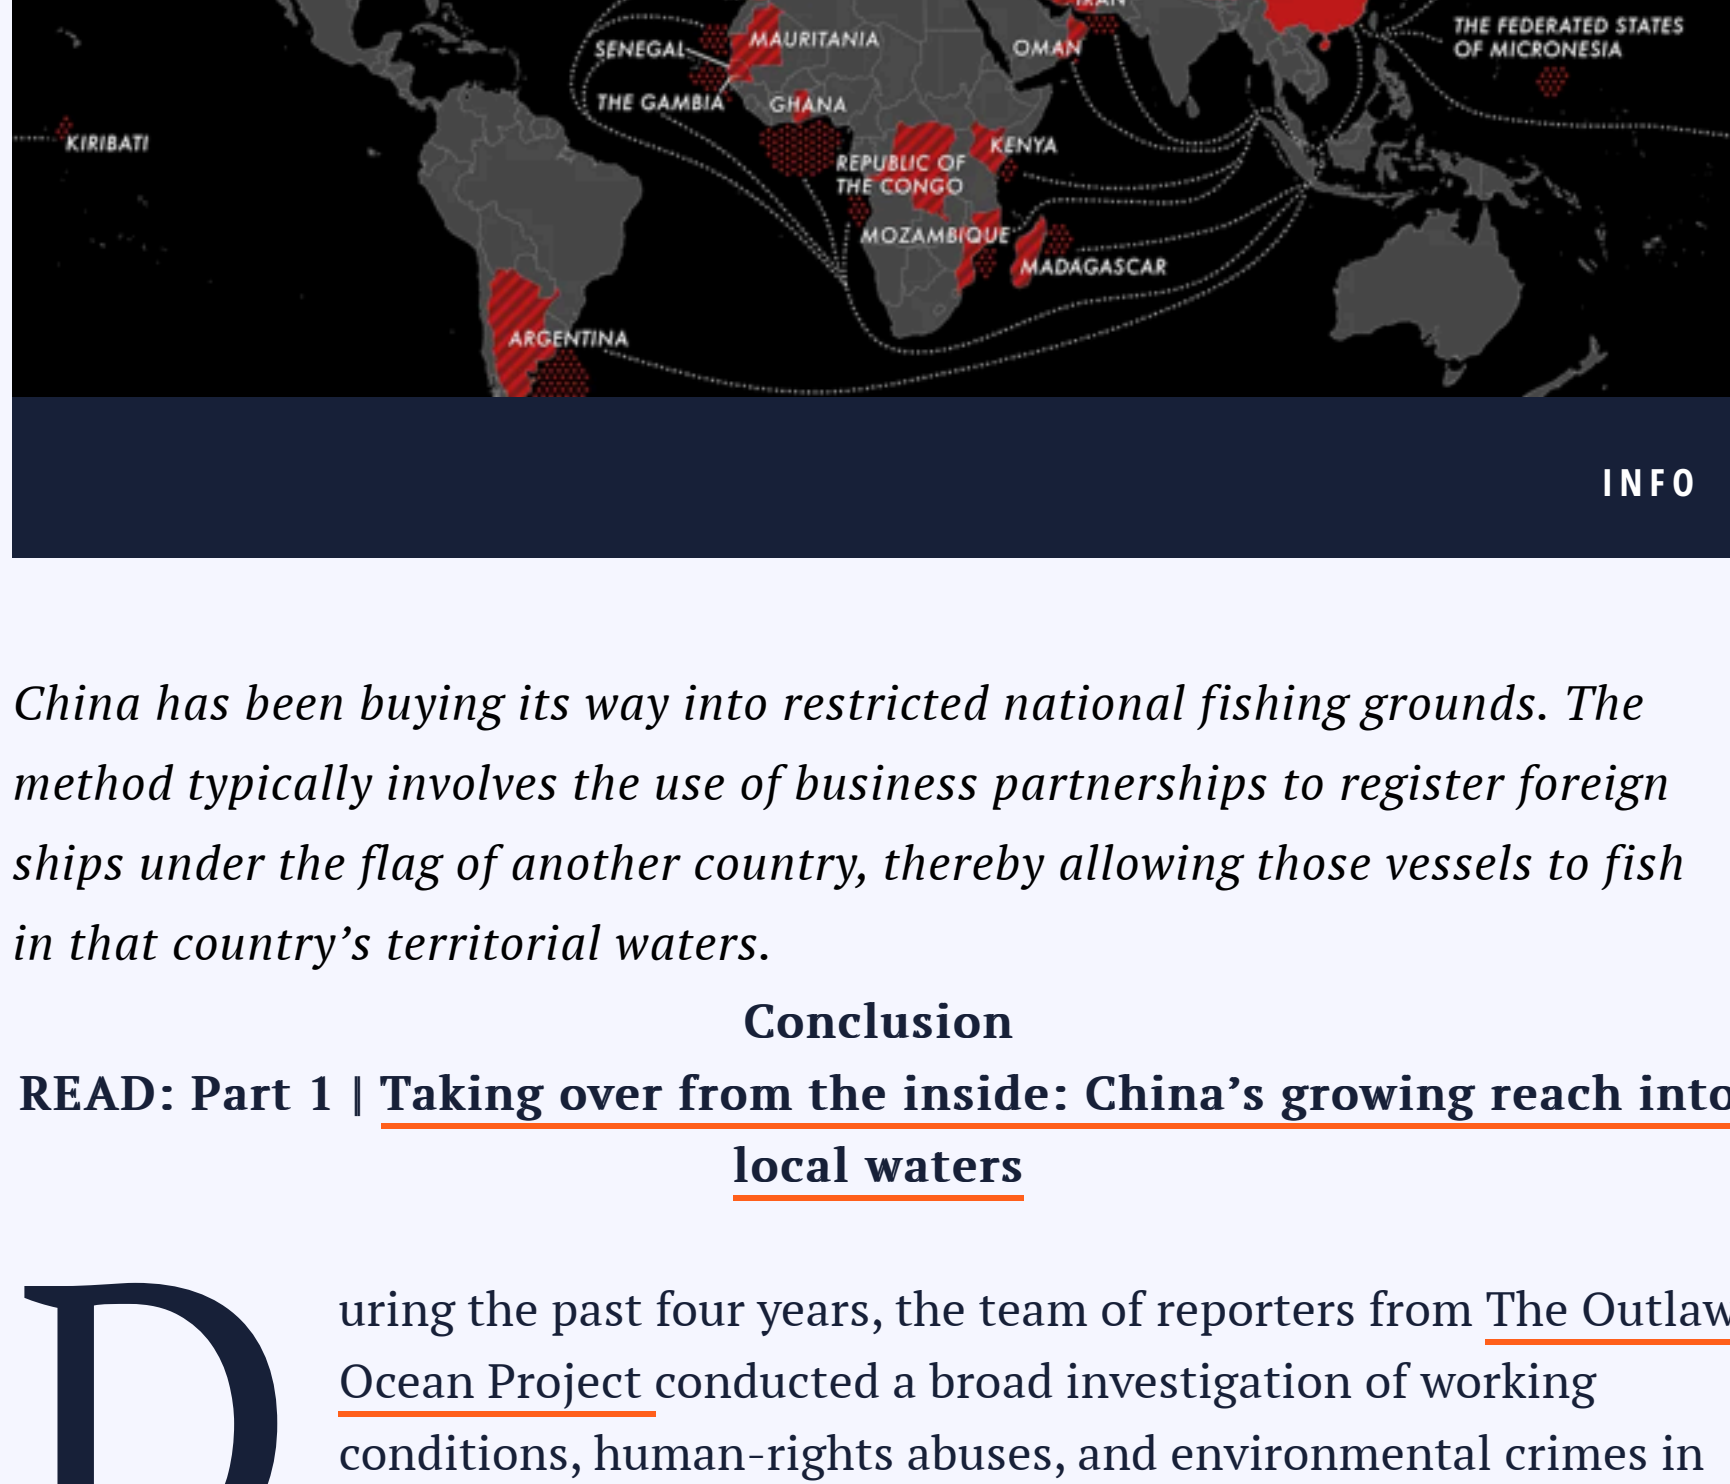 IRAN
THE FEDERATED STATES
OF MICRONESIA
SENEGAL
MAURITANIA
OMAN
THE GAMBIA
GHANA
KIRIBATI
KENYA
REPUBLIC OF
THE CONGO
MOZAMBIQUE
MADAGASCAR
ARGENTINA
INFO
China has been buying its way into restricted national fishing grounds. The
method typically involves the use of business partnerships to register foreign
ships under the flag of another country, thereby allowing those vessels to fish
in that country’s territorial waters.
Conclusion
READ: Part 1 | Taking over from the inside: China’s growing reach into
local waters
During the past four years, the team of reporters from The Outlaw
Ocean Project conducted a broad investigation of working
conditions, human-rights abuses, and environmental crimes in